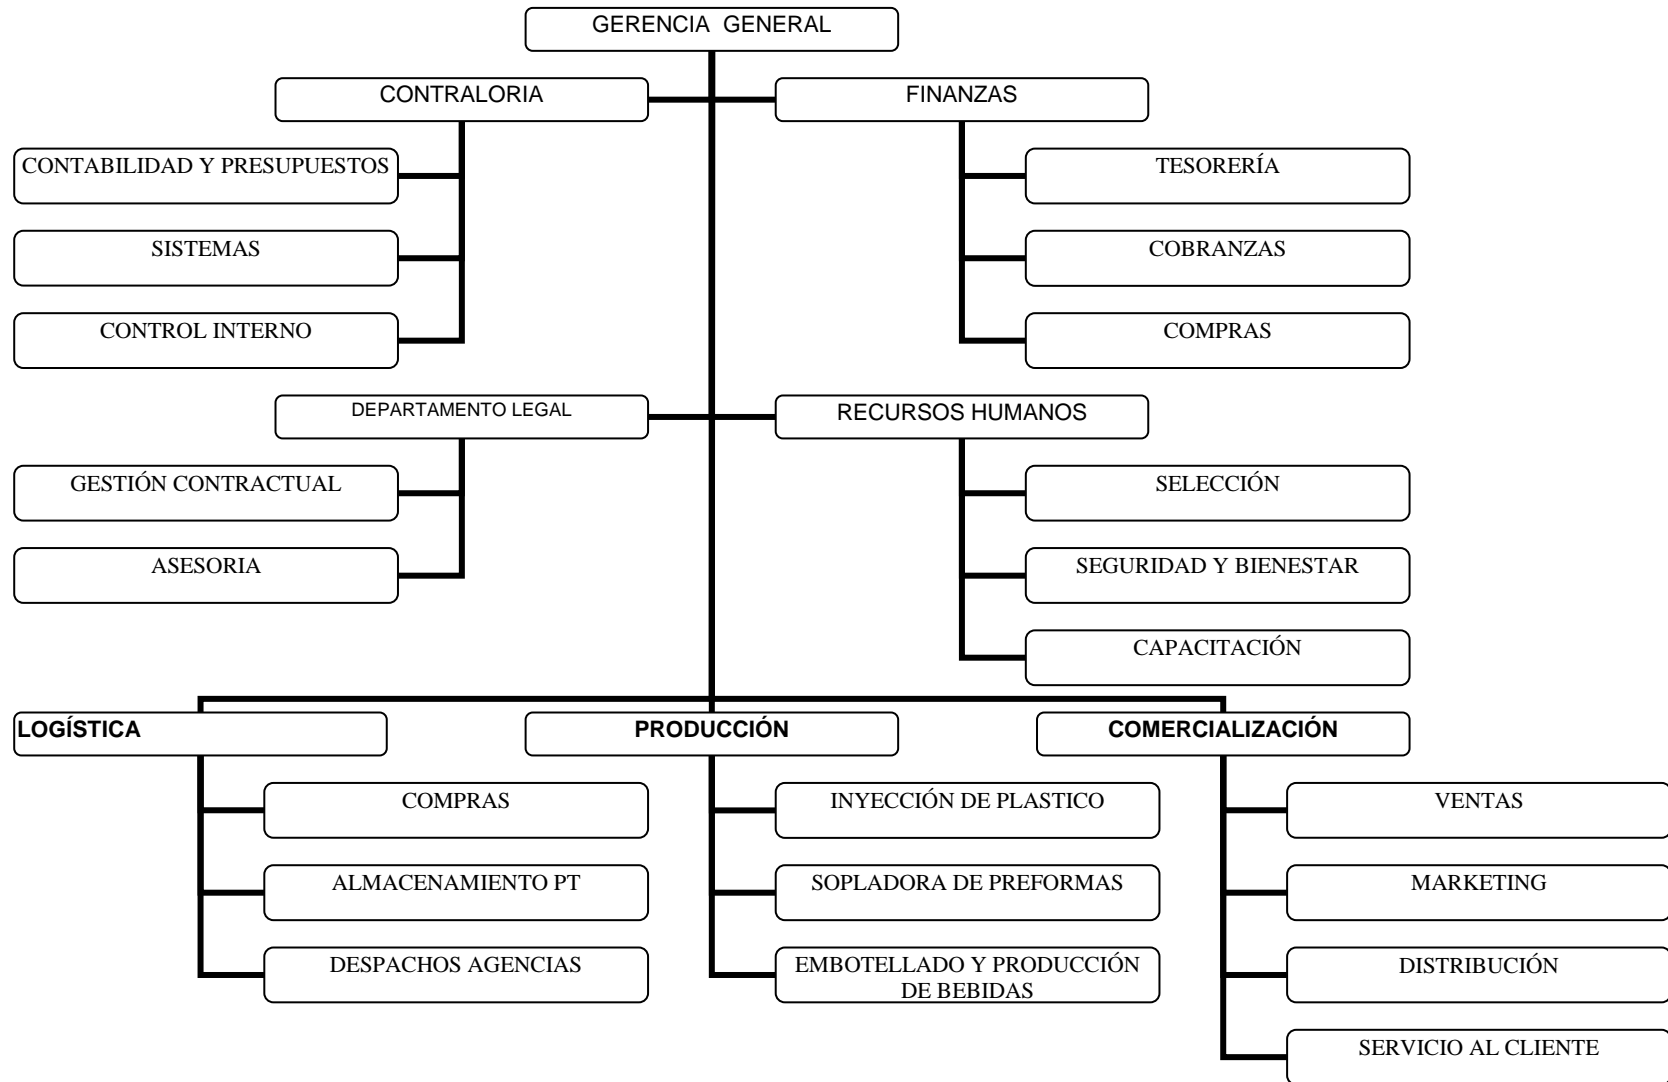 GERENCIA GENERAL
CONTRALORIA
FINANZAS
CONTABILIDAD Y PRESUPUESTOS
TESORERÍA
SISTEMAS
COBRANZAS
CONTROL INTERNO
COMPRAS
DEPARTAMENTO LEGAL
RECURSOS HUMANOS
GESTIÓN CONTRACTUAL
SELECCIÓN
ASESORIA
SEGURIDAD Y BIENESTAR
CAPACITACIÓN
LOGÍSTICA
PRODUCCIÓN
COMERCIALIZACIÓN
COMPRAS
INYECCIÓN DE PLASTICO
VENTAS
ALMACENAMIENTO PT
SOPLADORA DE PREFORMAS
MARKETING
DESPACHOS AGENCIAS
EMBOTELLADO Y PRODUCCIÓN
DE BEBIDAS
DISTRIBUCIÓN
SERVICIO AL CLIENTE